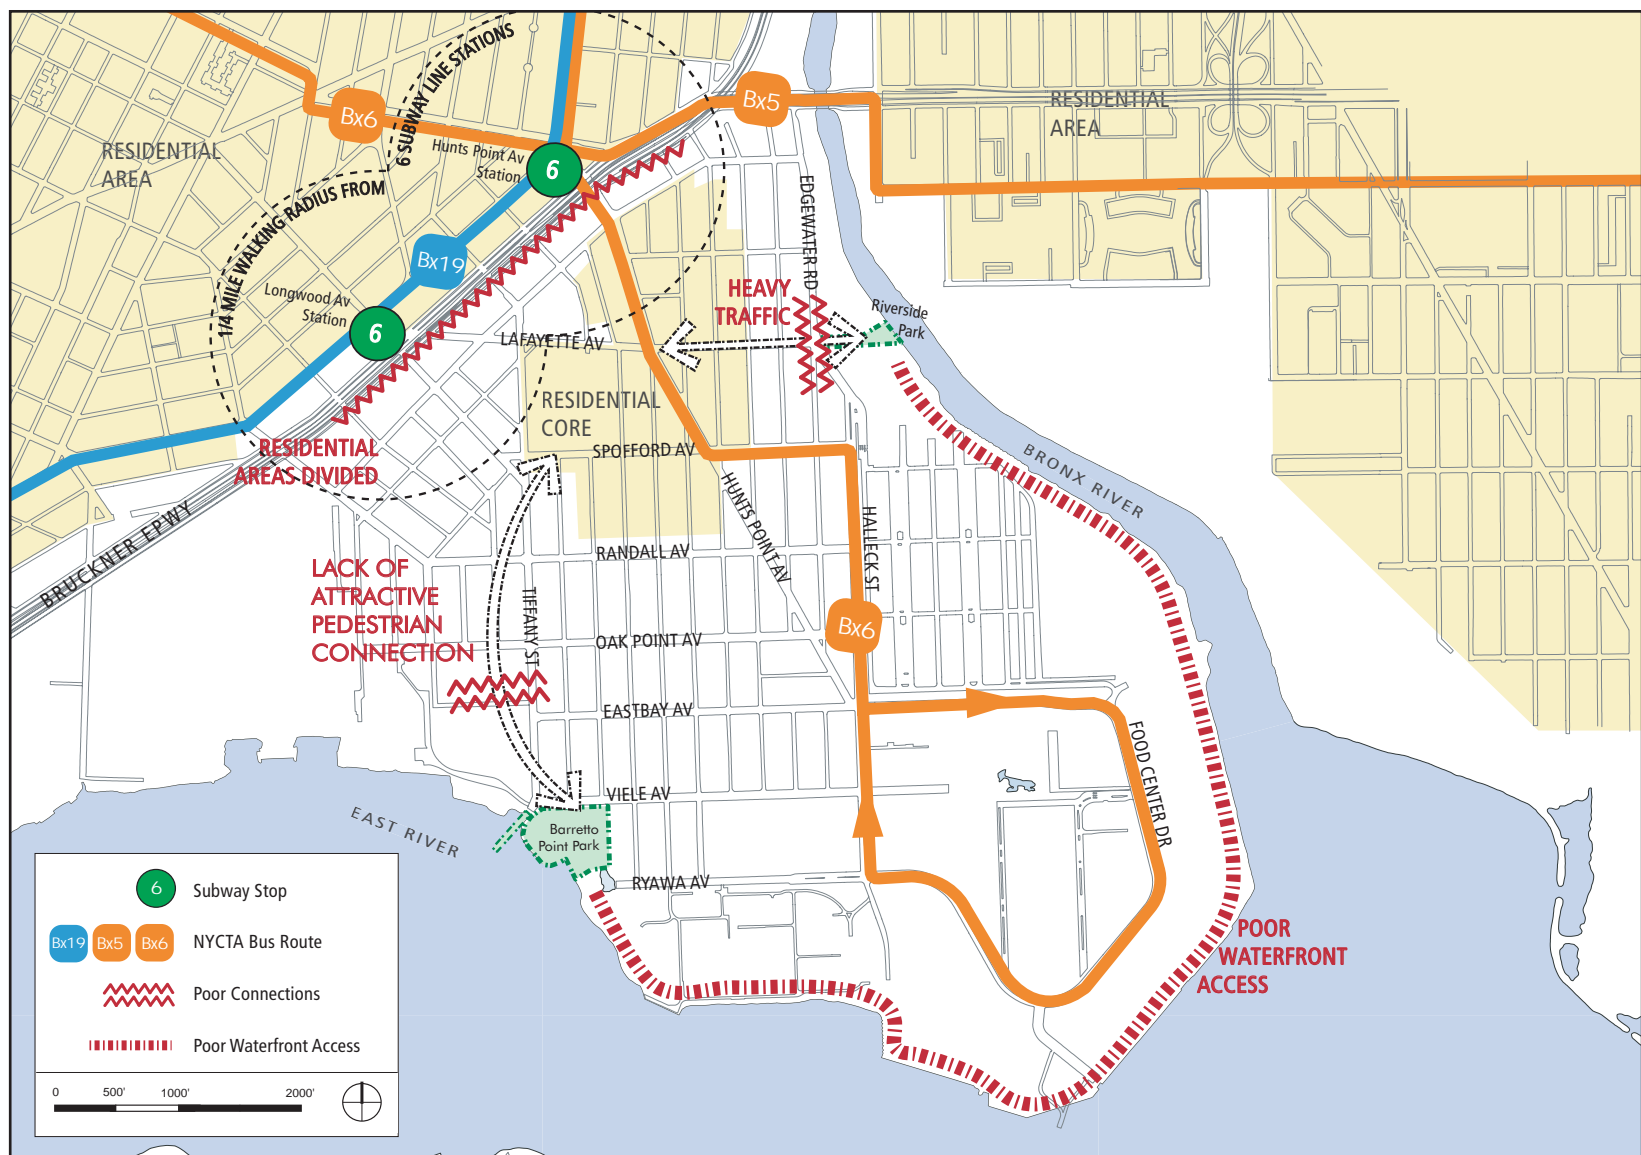 6 SUBWAY LINE STATIONS
Bx5
Bx6
RESIDENTIAL
AREA
RESIDENTIAL
AREA
Hunts Point Av
Station
6
1/4 MILE WALKING RADIUS FROM
EDGEWATER RD
Bx19
Longwood Av
Station
6
HEAVY
TRAFFIC
Riverside
Park
LAFAYETTE AV
RESIDENTIAL
CORE
RESIDENTIAL
AREAS DIVIDED
SPOFFORD AV
BRONX RIVER
HUNTS POINT AV
HALLECK ST
BRUCKNER EPWY
RANDALL AV
LACK OF
ATTRACTIVE
PEDESTRIAN
CONNECTION
TIFFANY ST
OAK POINT AV
Bx6
EASTBAY AV
FOOD CENTER DR
VIELE AV
EAST RIVER
Barretto
Point Park
RYAWA AV
POOR
WATERFRONT
ACCESS
6
Subway Stop
Bx19 Bx5 Bx6
NYCTA Bus Route
Poor Connections
Poor Waterfront Access
0 500' 1000' 2000'